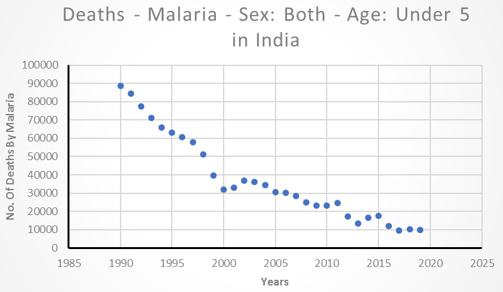 Deaths - Malaria - Sex: Both - Age: Under 5
in India
No. Of Deaths By Malaria
100000
90000
80000
70000
60000
50000
40000
30000
20000
10000
0
1985 1990 1995 2000 2005 2010 2015 2020 2025
Years